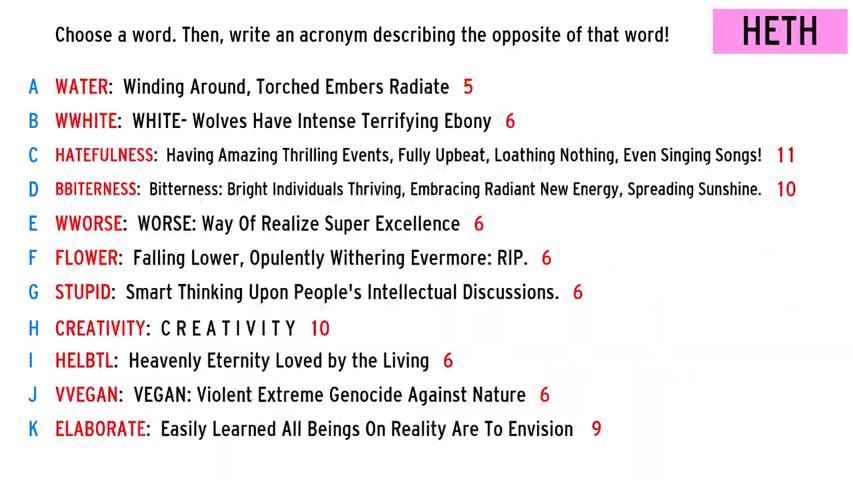 Choose a word. Then, write an acronym describing the opposite of that word!
HETH
A WATER: Winding Around, Torched Embers Radiate 5
B WWHITE: WHITE- Wolves Have Intense Terrifying Ebony 6
C HATEFULNESS: Having Amazing Thrilling Events, Fully Upbeat, Loathing Nothing, Even Singing Songs! 11
D BBITERNESS: Bitterness: Bright Individuals Thriving, Embracing Radiant New Energy, Spreading Sunshine. 10
E WWORSE: WORSE: Way Of Realize Super Excellence 6
F FLOWER: Falling Lower, Opulently Withering Evermore: RIP. 6
G STUPID: Smart Thinking Upon People's Intellectual Discussions. 6
H CREATIVITY: C R E A T I V I T Y 10
I HELBTL: Heavenly Eternity Loved by the Living 6
J VVEGAN: VEGAN: Violent Extreme Genocide Against Nature 6
K ELABORATE: Easily Learned All Beings On Reality Are To Envision 9